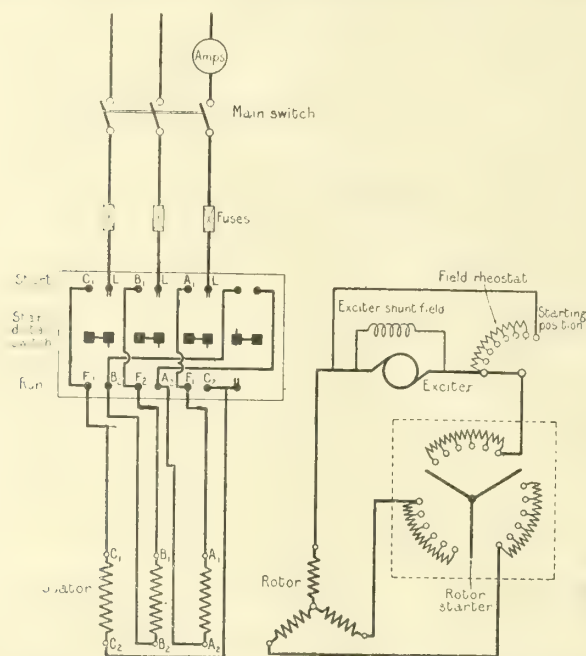 Amps
Main switch
Fuses
C₁ L B₁ L A₁ L
Field rheostat
Exciter shunt field
Starting
position
Exciter
Run F₁ B₂ F₂ A₂ F₁ C₂
C₁ B₁ A₁
Rotor
Rotor
starter
C₂ B₂ A₂